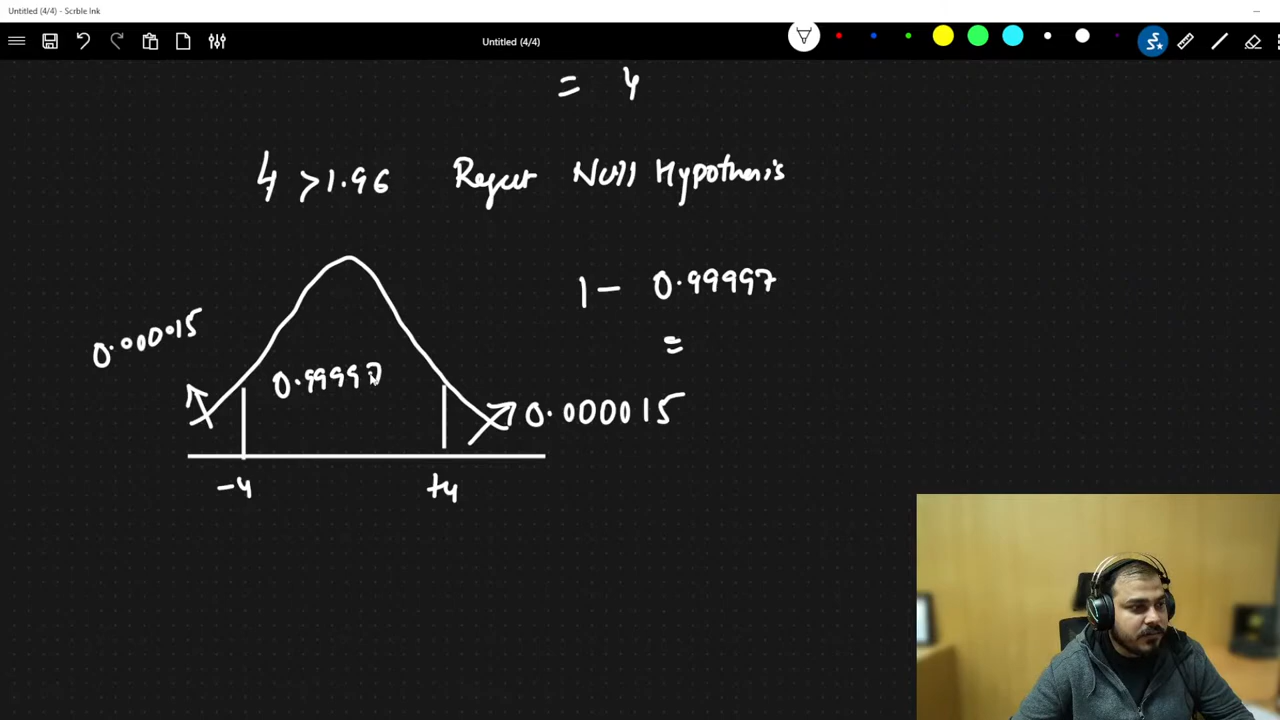 Untitled (4/4) - Scrble Ink
Untitled (4/4)
= 4
4 > 1.96 Reject Null Hypothesis
1 - 0.99997
=
0.000015
0.99997
0.000015
-4 +4